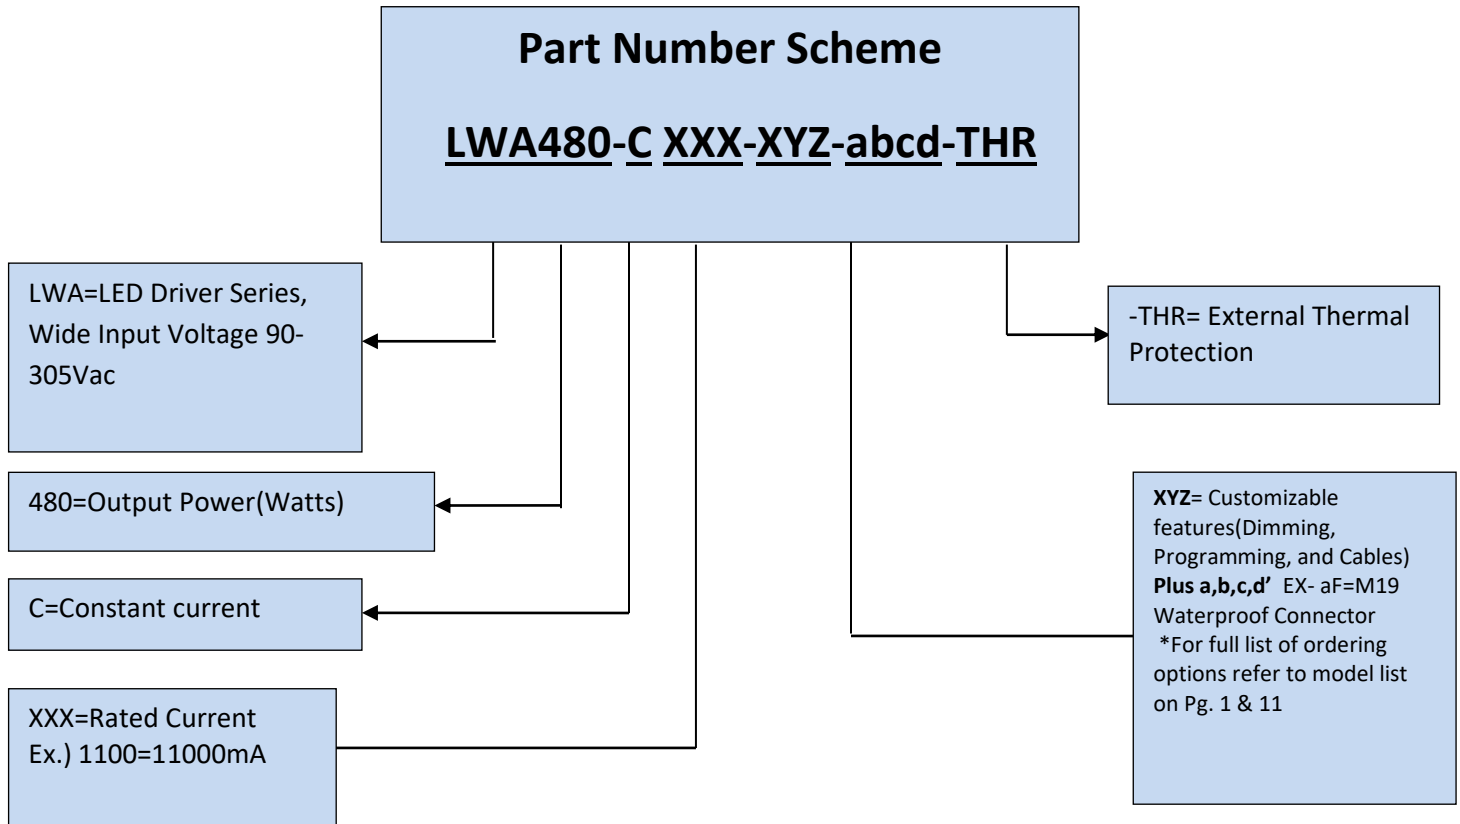 Part Number Scheme
LWA480-C XXX-XYZ-abcd-THR
LWA=LED Driver Series,
Wide Input Voltage 90-
305Vac
480=Output Power(Watts)
C=Constant current
XXX=Rated Current
Ex.) 1100=11000mA
-THR= External Thermal
Protection
XYZ= Customizable
features(Dimming,
Programming, and Cables)
Plus a,b,c,d’ EX- aF=M19
Waterproof Connector
*For full list of ordering
options refer to model list
on Pg. 1 & 11